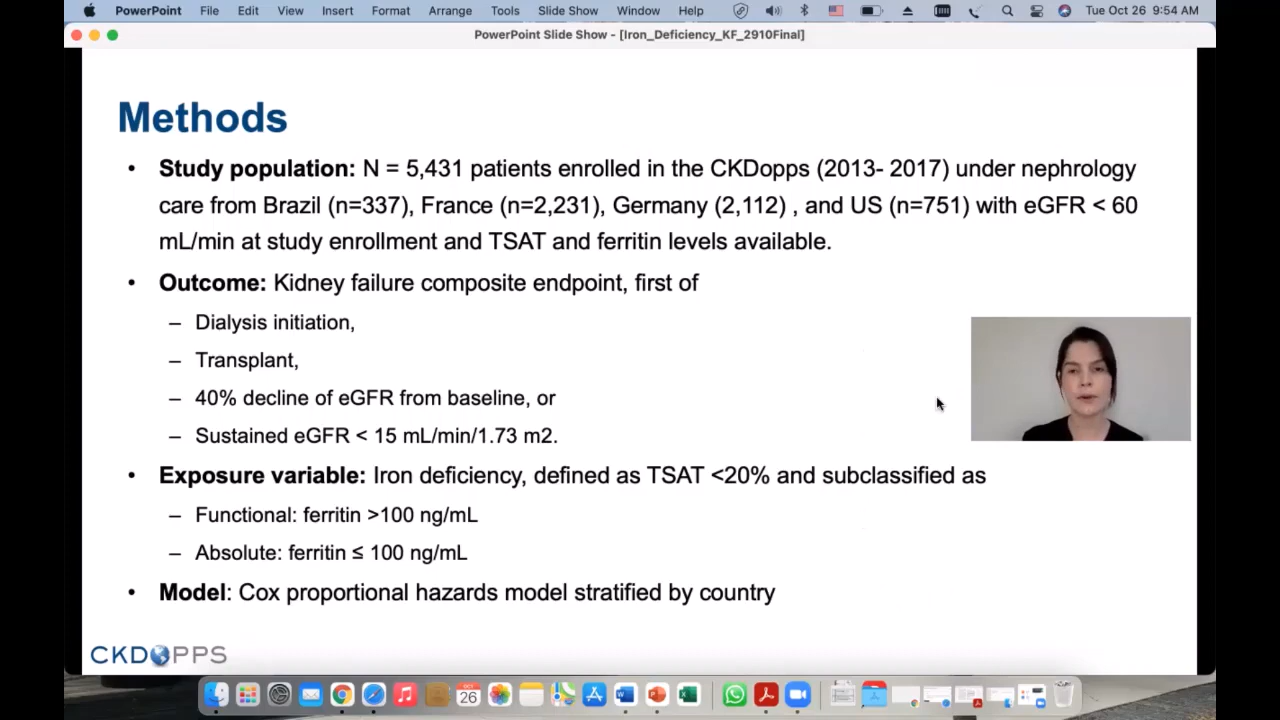 PowerPoint File Edit View Insert Format Arrange Tools Slide Show Window Help Tue Oct 26 9:54 AM
PowerPoint Slide Show - [Iron_Deficiency_KF_2910Final]
Methods
• Study population: N = 5,431 patients enrolled in the CKDopps (2013- 2017) under nephrology
care from Brazil (n=337), France (n=2,231), Germany (2,112) , and US (n=751) with eGFR < 60
mL/min at study enrollment and TSAT and ferritin levels available.
• Outcome: Kidney failure composite endpoint, first of
– Dialysis initiation,
– Transplant,
– 40% decline of eGFR from baseline, or
– Sustained eGFR < 15 mL/min/1.73 m2.
• Exposure variable: Iron deficiency, defined as TSAT <20% and subclassified as
– Functional: ferritin >100 ng/mL
– Absolute: ferritin ≤ 100 ng/mL
• Model: Cox proportional hazards model stratified by country
CKDOPPS
OCT
26